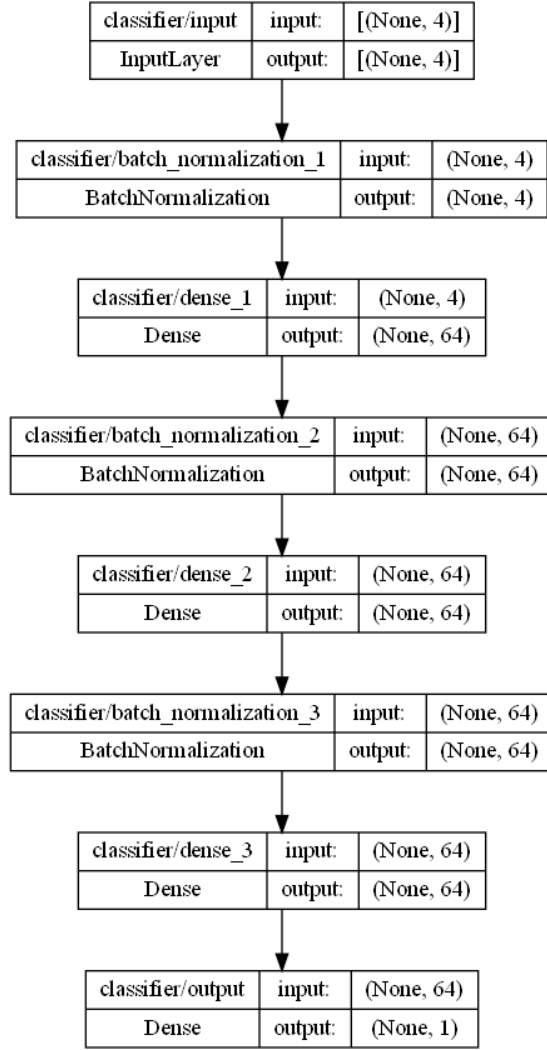 classifier/input input: [(None, 4)]
InputLayer output: [(None, 4)]
classifier/batch_normalization_1 input: (None, 4)
BatchNormalization output: (None, 4)
classifier/dense_1 input: (None, 4)
Dense output: (None, 64)
classifier/batch_normalization_2 input: (None, 64)
BatchNormalization output: (None, 64)
classifier/dense_2 input: (None, 64)
Dense output: (None, 64)
classifier/batch_normalization_3 input: (None, 64)
BatchNormalization output: (None, 64)
classifier/dense_3 input: (None, 64)
Dense output: (None, 64)
classifier/output input: (None, 64)
Dense output: (None, 1)